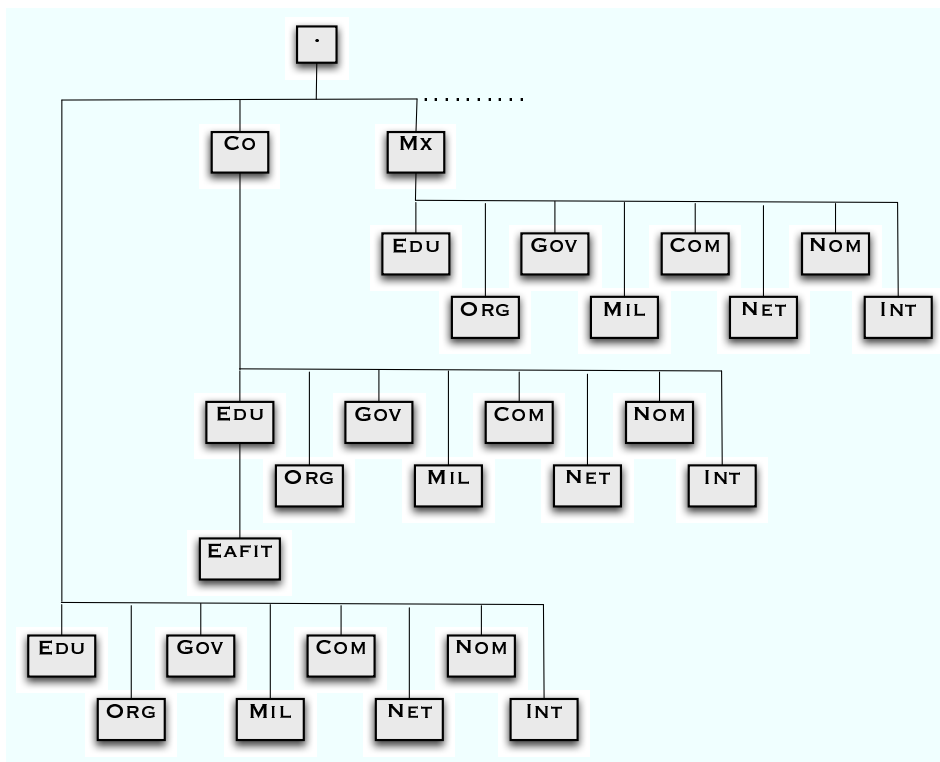 .
Co
Mx
Edu
Gov
Com
Nom
Org
Mil
Net
Int
Edu
Gov
Com
Nom
Org
Mil
Net
Int
Eafit
Edu
Gov
Com
Nom
Org
Mil
Net
Int